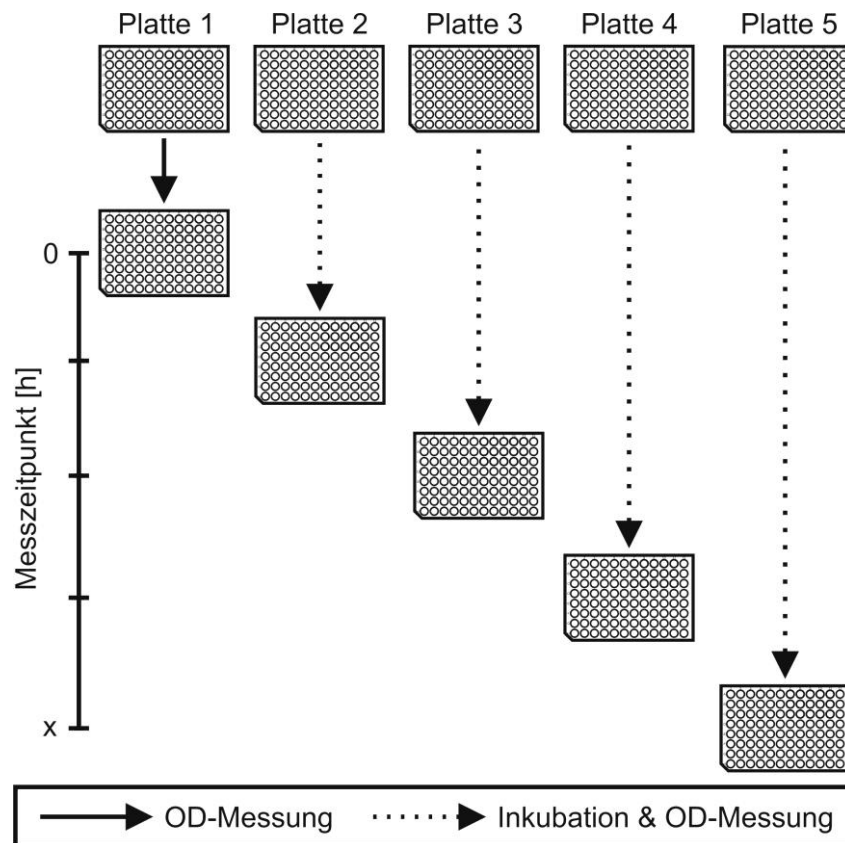 Platte 1 Platte 2 Platte 3 Platte 4 Platte 5
0
Messzeitpunkt [h]
x
OD-Messung Inkubation & OD-Messung